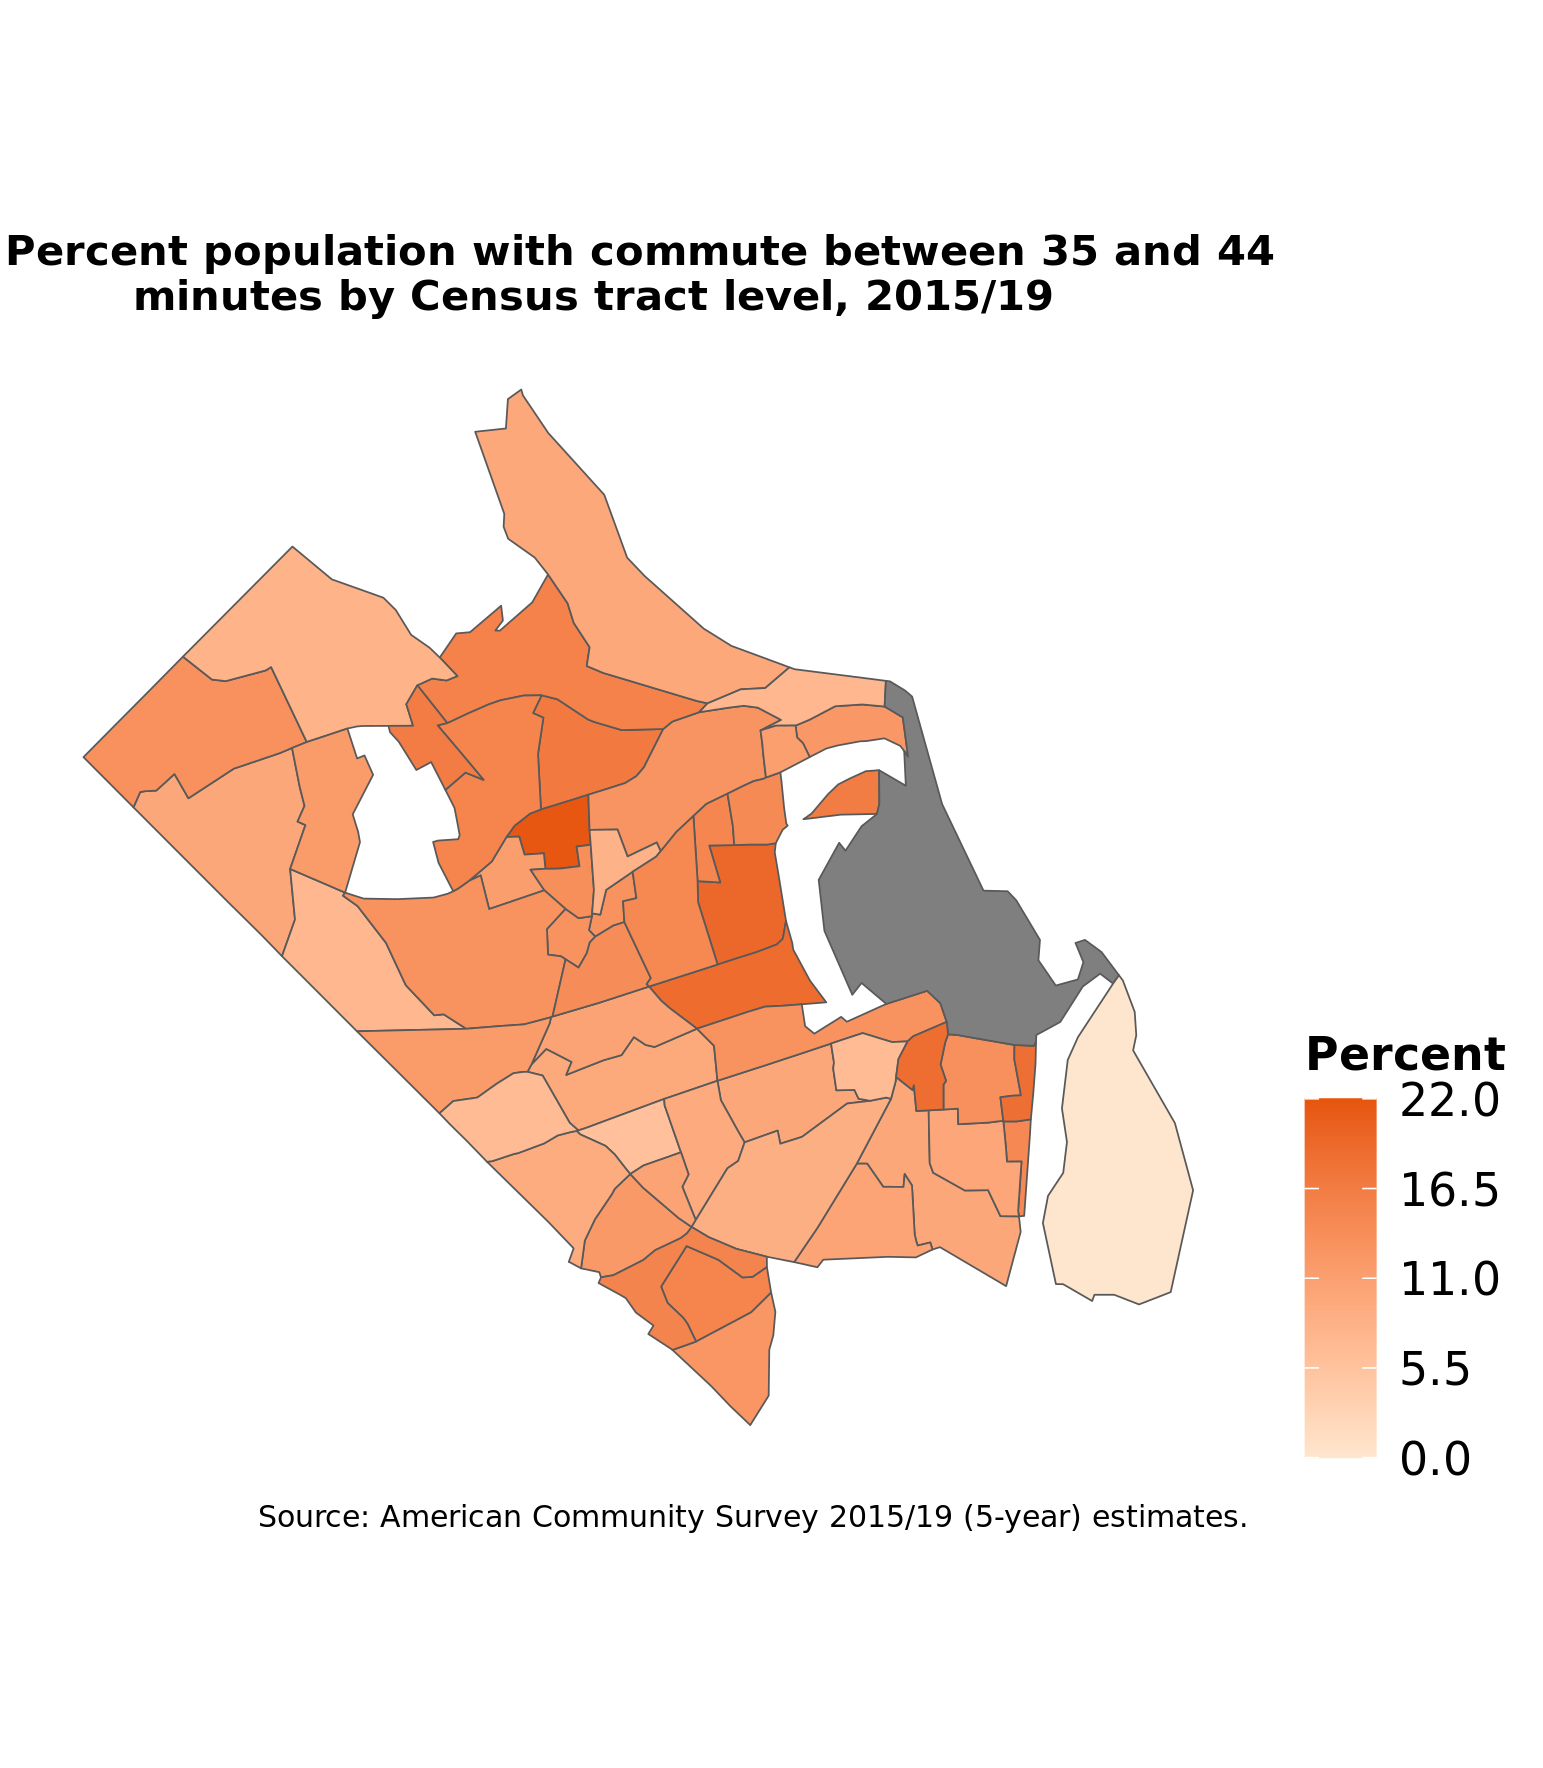 Percent population with commute between 35 and 44
minutes by Census tract level, 2015/19
Percent
22.0
16.5
11.0
5.5
0.0
Source: American Community Survey 2015/19 (5-year) estimates.